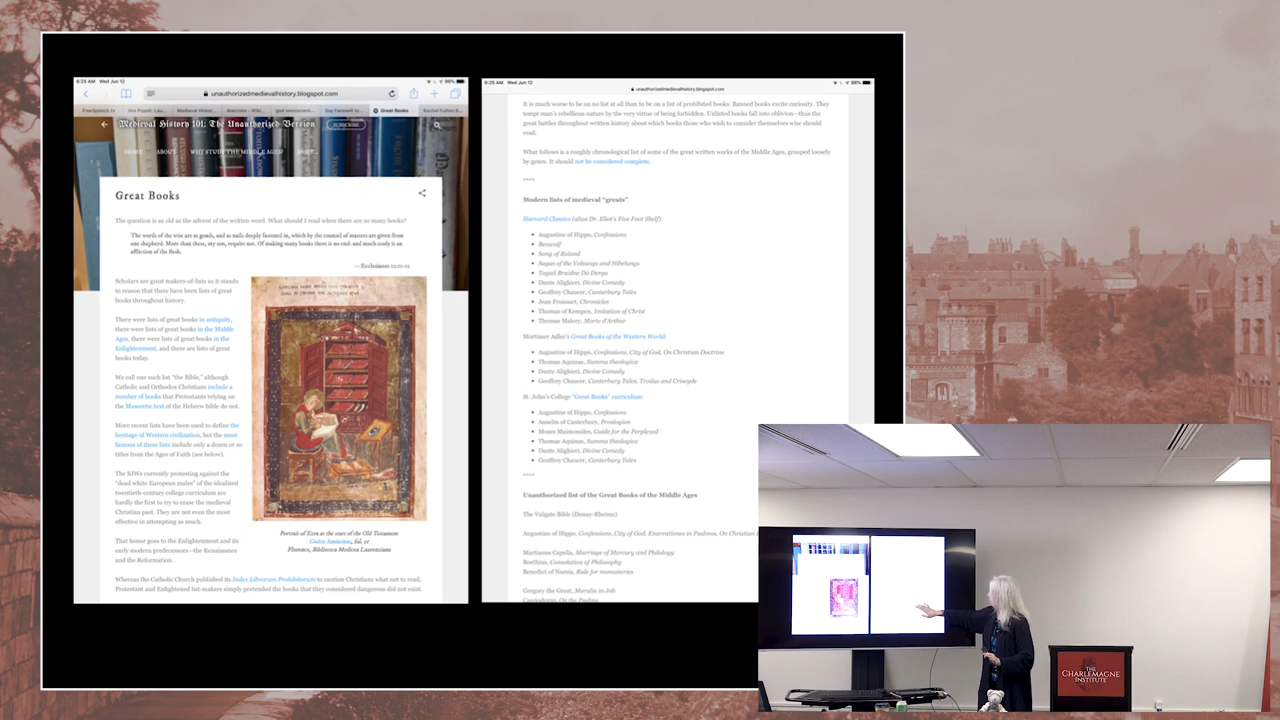 8:25 AM Wed Jun 12
96%
unauthorizedmedievalhistory.blogspot.com
Great Books
Medieval History 101: The Unauthorized Version
SUBSCRIBE
HOME ABOUT WHY STUDY THE MIDDLE AGES? MORE…
Great Books
The question is as old as the advent of the written word. What should I read when there are so many books?
The words of the wise are as goads, and as nails deeply fastened in, which by the counsel of masters are given from
one shepherd. More than these, my son, require not. Of making many books there is no end: and much study is an
affliction of the flesh.
—Ecclesiastes 12:11-12
Scholars are great makers-of-lists so it stands
to reason that there have been lists of great
books throughout history.
There were lists of great books in antiquity,
there were lists of great books in the Middle
Ages, there were lists of great books in the
Enlightenment, and there are lists of great
books today.
We call one such list “the Bible,” although
Catholic and Orthodox Christians include a
number of books that Protestants relying on
the Masoretic text of the Hebrew bible do not.
More recent lists have been used to define the
heritage of Western civilization, but the most
famous of these lists include only a dozen or so
titles from the Ages of Faith (see below).
The SJWs currently protesting against the
“dead white European males” of the idealized
twentieth-century college curriculum are
hardly the first to try to erase the medieval
Christian past. They are not even the most
effective in attempting as much.
That honor goes to the Enlightenment and its
early modern predecessors—the Renaissance
and the Reformation.
Portrait of Ezra at the start of the Old Testament
Codex Amiatinus, fol. 5r
Florence, Biblioteca Medicea Laurenziana
Whereas the Catholic Church published its Index Librorum Prohibitorum to caution Christians what not to read,
Protestant and Enlightened list-makers simply pretended the books that they considered dangerous did not exist.
8:25 AM Wed Jun 12
96%
unauthorizedmedievalhistory.blogspot.com
It is much worse to be on no list at all than to be on a list of prohibited books. Banned books excite curiosity. They
tempt man's rebellious nature by the very virtue of being forbidden. Unlisted books fall into oblivion—thus the
great battles throughout written history about which books those who wish to consider themselves wise should
read.
What follows is a roughly chronological list of some of the great written works of the Middle Ages, grouped loosely
by genre. It should not be considered complete.
****
Modern lists of medieval “greats”
Harvard Classics (alias Dr. Eliot's Five Foot Shelf):
Augustine of Hippo, Confessions
Beowulf
Song of Roland
Sagas of the Volsungs and Nibelungs
Togail Bruidne Dá Derga
Dante Alighieri, Divine Comedy
Geoffrey Chaucer, Canterbury Tales
Jean Froissart, Chronicles
Thomas of Kempen, Imitation of Christ
Thomas Malory, Morte d'Arthur
Mortimer Adler's Great Books of the Western World:
Augustine of Hippo, Confessions, City of God, On Christian Doctrine
Thomas Aquinas, Summa theologica
Dante Alighieri, Divine Comedy
Geoffrey Chaucer, Canterbury Tales, Troilus and Criseyde
St. John's College “Great Books” curriculum:
Augustine of Hippo, Confessions
Anselm of Canterbury, Proslogion
Moses Maimonides, Guide for the Perplexed
Thomas Aquinas, Summa theologica
Dante Alighieri, Divine Comedy
Geoffrey Chaucer, Canterbury Tales
****
Unauthorized list of the Great Books of the Middle Ages
The Vulgate Bible (Douay-Rheims)
Augustine of Hippo, Confessions, City of God, Enarrationes in Psalmos, On Christian
Martianus Capella, Marriage of Mercury and Philology
Boethius, Consolation of Philosophy
Benedict of Nursia, Rule for monasteries
Gregory the Great, Moralia in Job
Cassiodorus, On the Psalms
THE
CHARLEMAGNE
INSTITUTE